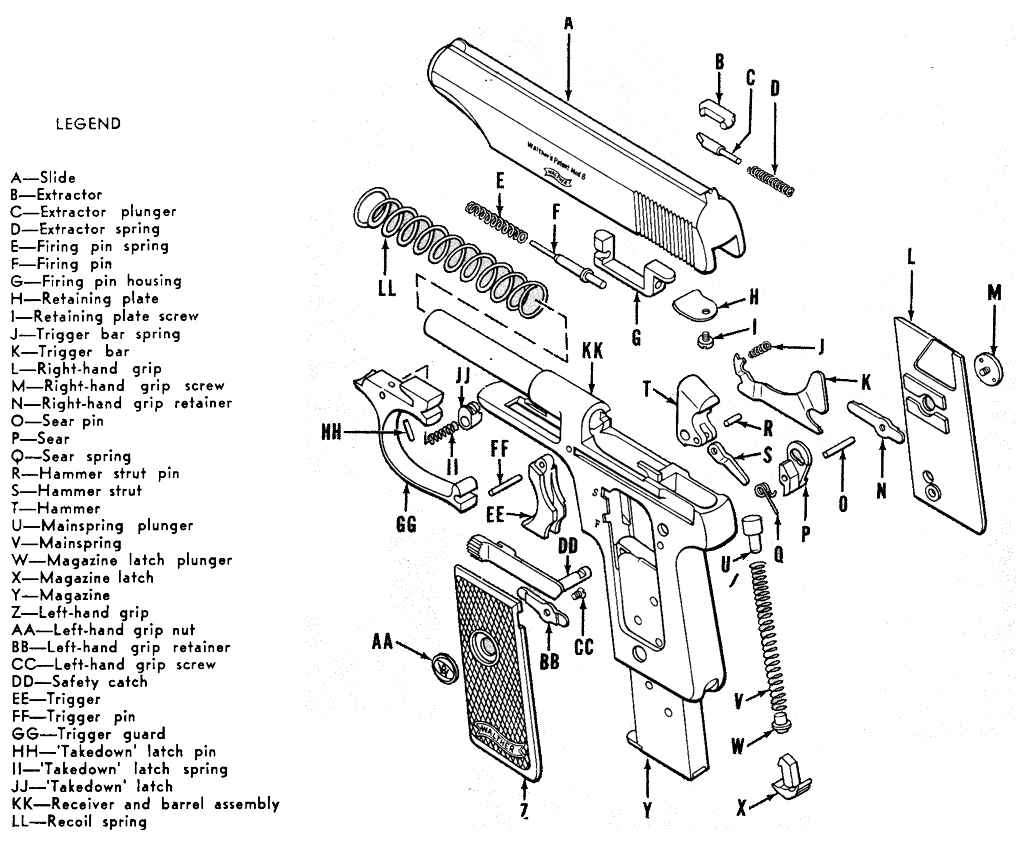 LEGEND
A—Slide
B—Extractor
C—Extractor plunger
D—Extractor spring
E—Firing pin spring
F—Firing pin
G—Firing pin housing
H—Retaining plate
I—Retaining plate screw
J—Trigger bar spring
K—Trigger bar
L—Right-hand grip
M—Right-hand grip screw
N—Right-hand grip retainer
O—Sear pin
P—Sear
Q—Sear spring
R—Hammer strut pin
S—Hammer strut
T—Hammer
U—Mainspring plunger
V—Mainspring
W—Magazine latch plunger
X—Magazine latch
Y—Magazine
Z—Left-hand grip
AA—Left-hand grip nut
BB—Left-hand grip retainer
CC—Left-hand grip screw
DD—Safety catch
EE—Trigger
FF—Trigger pin
GG—Trigger guard
HH—'Takedown' latch pin
II—'Takedown' latch spring
JJ—'Takedown' latch
KK—Receiver and barrel assembly
LL—Recoil spring
A
B
C
D
Walther's Patent Mod 8
E
F
L
LL
G
H
M
I
KK
J
JJ
T
K
HH
R
II
FF
S
N
O
S
GG
EE
F
P
Q
DD
U
AA
BB
CC
V
WALTHER
W
Z
Y
X